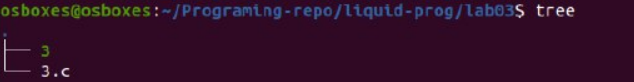 osboxes@osboxes:~/Programing-repo/liquid-prog/lab03$ tree
.
├── 3
└── 3.c